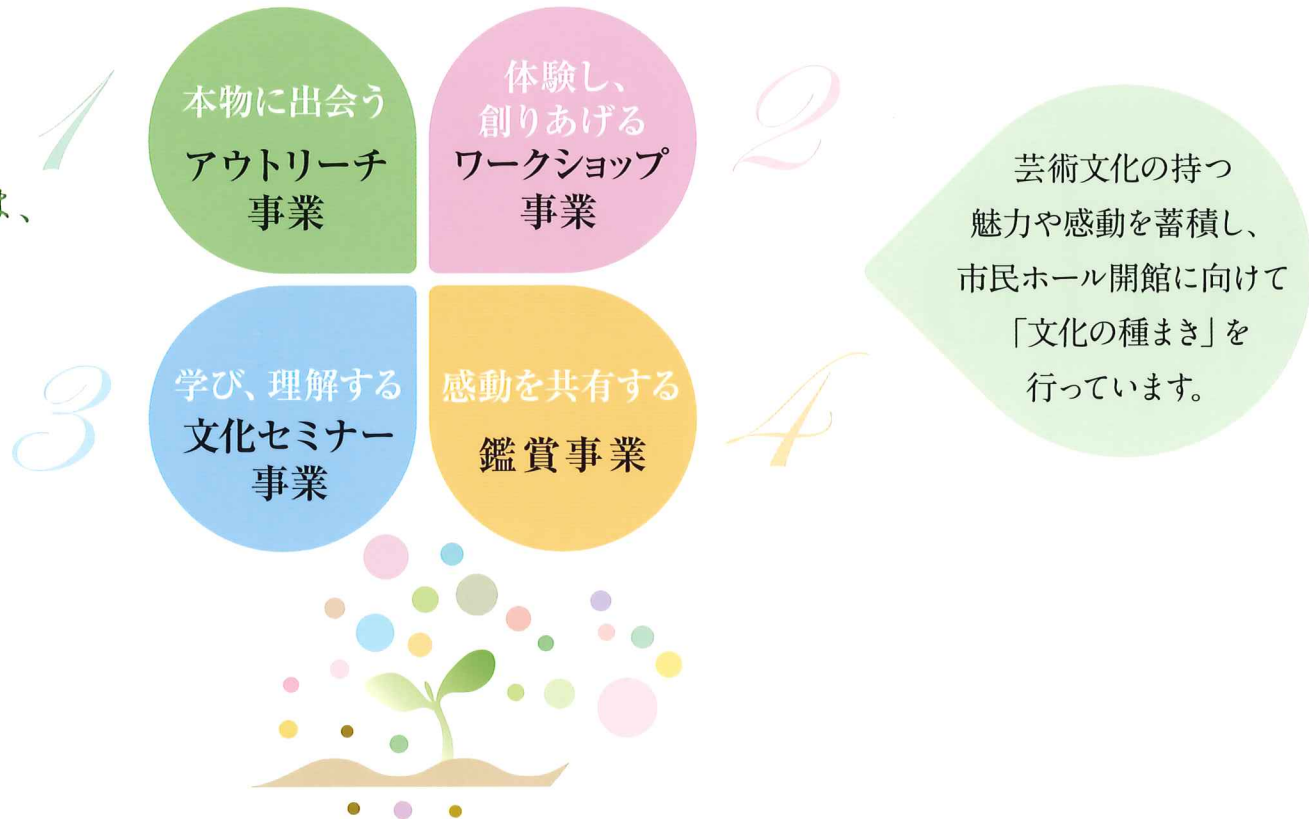 は、
1
本物に出会う
アウトリーチ
事業
体験し、
創りあげる
ワークショップ
事業
2
3
学び、理解する
文化セミナー
事業
感動を共有する
鑑賞事業
4
芸術文化の持つ
魅力や感動を蓄積し、
市民ホール開館に向けて
「文化の種まき」を
行っています。